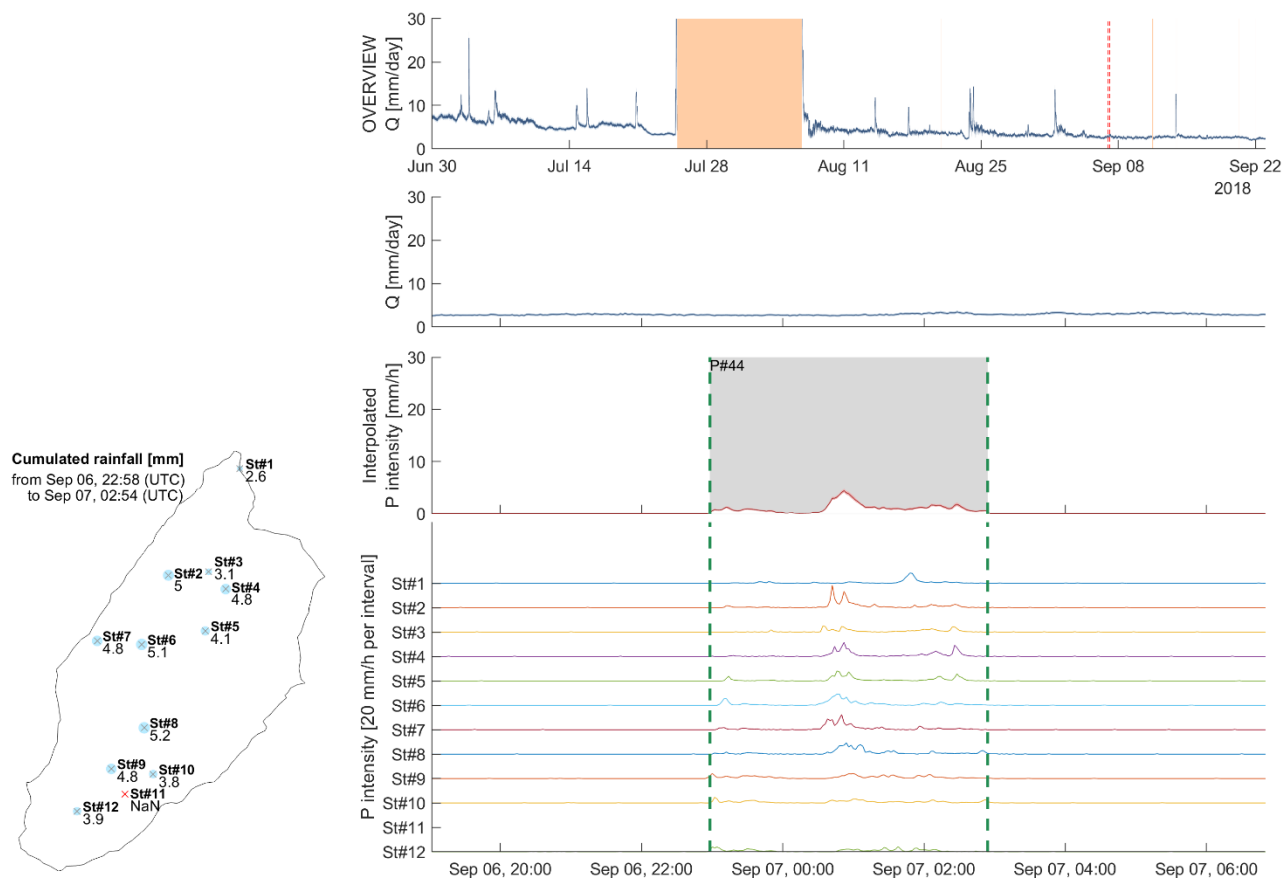 OVERVIEW
Q [mm/day]
30
20
10
0
Jun 30
Jul 14
Jul 28
Aug 11
Aug 25
Sep 08
Sep 22
2018
Q [mm/day]
30
20
10
0
Interpolated
P intensity [mm/h]
30
20
10
0
P#44
Cumulated rainfall [mm]
from Sep 06, 22:58 (UTC)
to Sep 07, 02:54 (UTC)
St#1
2.6
St#3
3.1
St#2
5
St#4
4.8
St#5
4.1
St#7
4.8
St#6
5.1
St#8
5.2
St#9
4.8
St#10
3.8
St#11
NaN
St#12
3.9
P intensity [20 mm/h per interval]
St#1
St#2
St#3
St#4
St#5
St#6
St#7
St#8
St#9
St#10
St#11
St#12
Sep 06, 20:00
Sep 06, 22:00
Sep 07, 00:00
Sep 07, 02:00
Sep 07, 04:00
Sep 07, 06:00